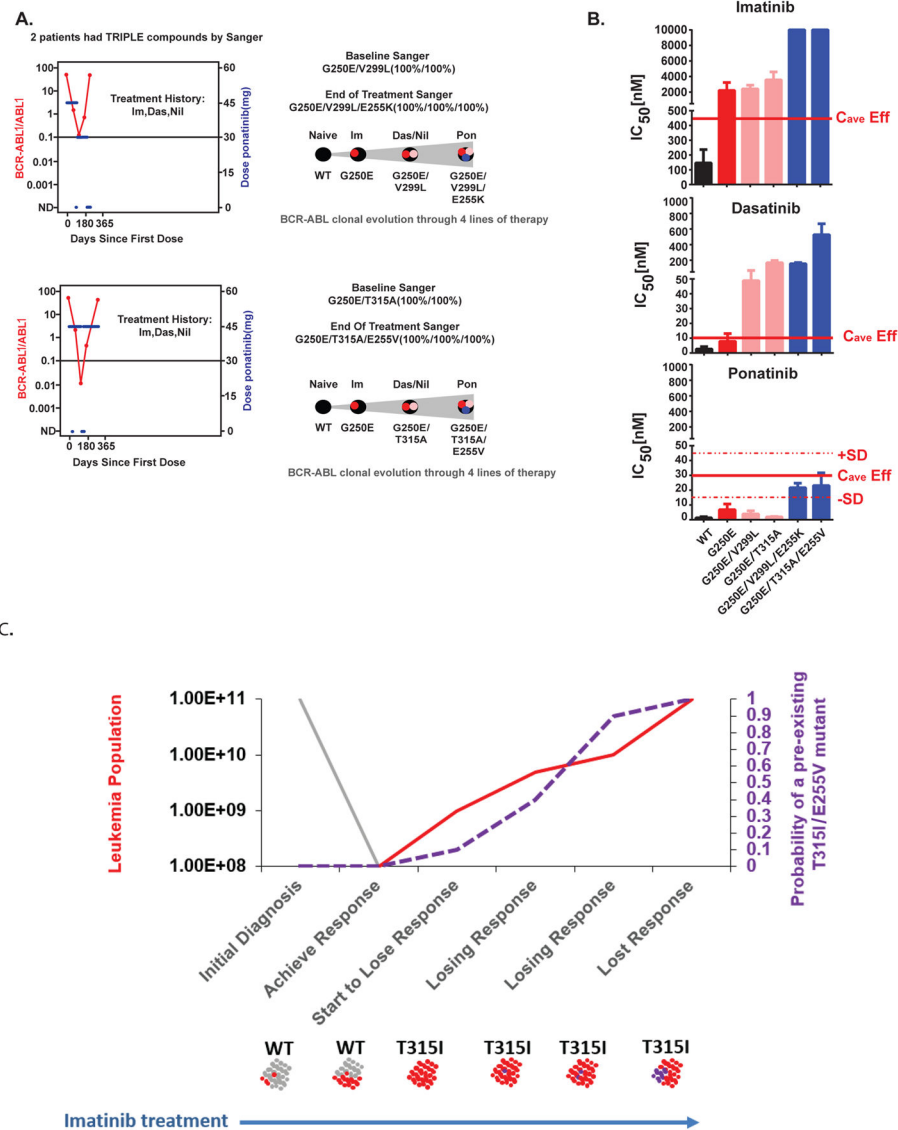 A.
2 patients had TRIPLE compounds by Sanger
BCR-ABL1/ABL1
100
10
1
0.1
0.01
0.001
ND
Treatment History:
Im,Das,Nil
60
45
30
15
0
Dose ponatinib(mg)
0 180 365
Days Since First Dose
Baseline Sanger
G250E/V299L(100%/100%)
End of Treatment Sanger
G250E/V299L/E255K(100%/100%/100%)
Naive Im Das/Nil Pon
WT G250E G250E/ G250E/
V299L V299L/
E255K
BCR-ABL clonal evolution through 4 lines of therapy
BCR-ABL1/ABL1
100
10
1
0.1
0.01
0.001
ND
Treatment History:
Im,Das,Nil
60
45
30
15
0
Dose ponatinib(mg)
0 180 365
Days Since First Dose
Baseline Sanger
G250E/T315A(100%/100%)
End Of Treatment Sanger
G250E/T315A/E255V(100%/100%/100%)
Naive Im Das/Nil Pon
WT G250E G250E/ G250E/
T315A T315A/
E255V
BCR-ABL clonal evolution through 4 lines of therapy
B.
Imatinib
IC50[nM]
10000
8000
6000
4000
2000
500
400
300
200
100
0
Cave Eff
Dasatinib
IC50[nM]
1000
800
600
400
200
50
40
30
20
10
0
Cave Eff
Ponatinib
IC50[nM]
1000
800
600
400
200
50
40
30
20
10
0
+SD
Cave Eff
-SD
WT
G250E
G250E/V299L
G250E/T315A
G250E/V299L/E255K
G250E/T315A/E255V
C.
Leukemia Population
1.00E+11
1.00E+10
1.00E+09
1.00E+08
1
0.9
0.8
0.7
0.6
0.5
0.4
0.3
0.2
0.1
0
Probability of a pre-existing
T315I/E255V mutant
Initial Diagnosis
Achieve Response
Start to Lose Response
Losing Response
Losing Response
Lost Response
WT WT T315I T315I T315I T315I
Imatinib treatment